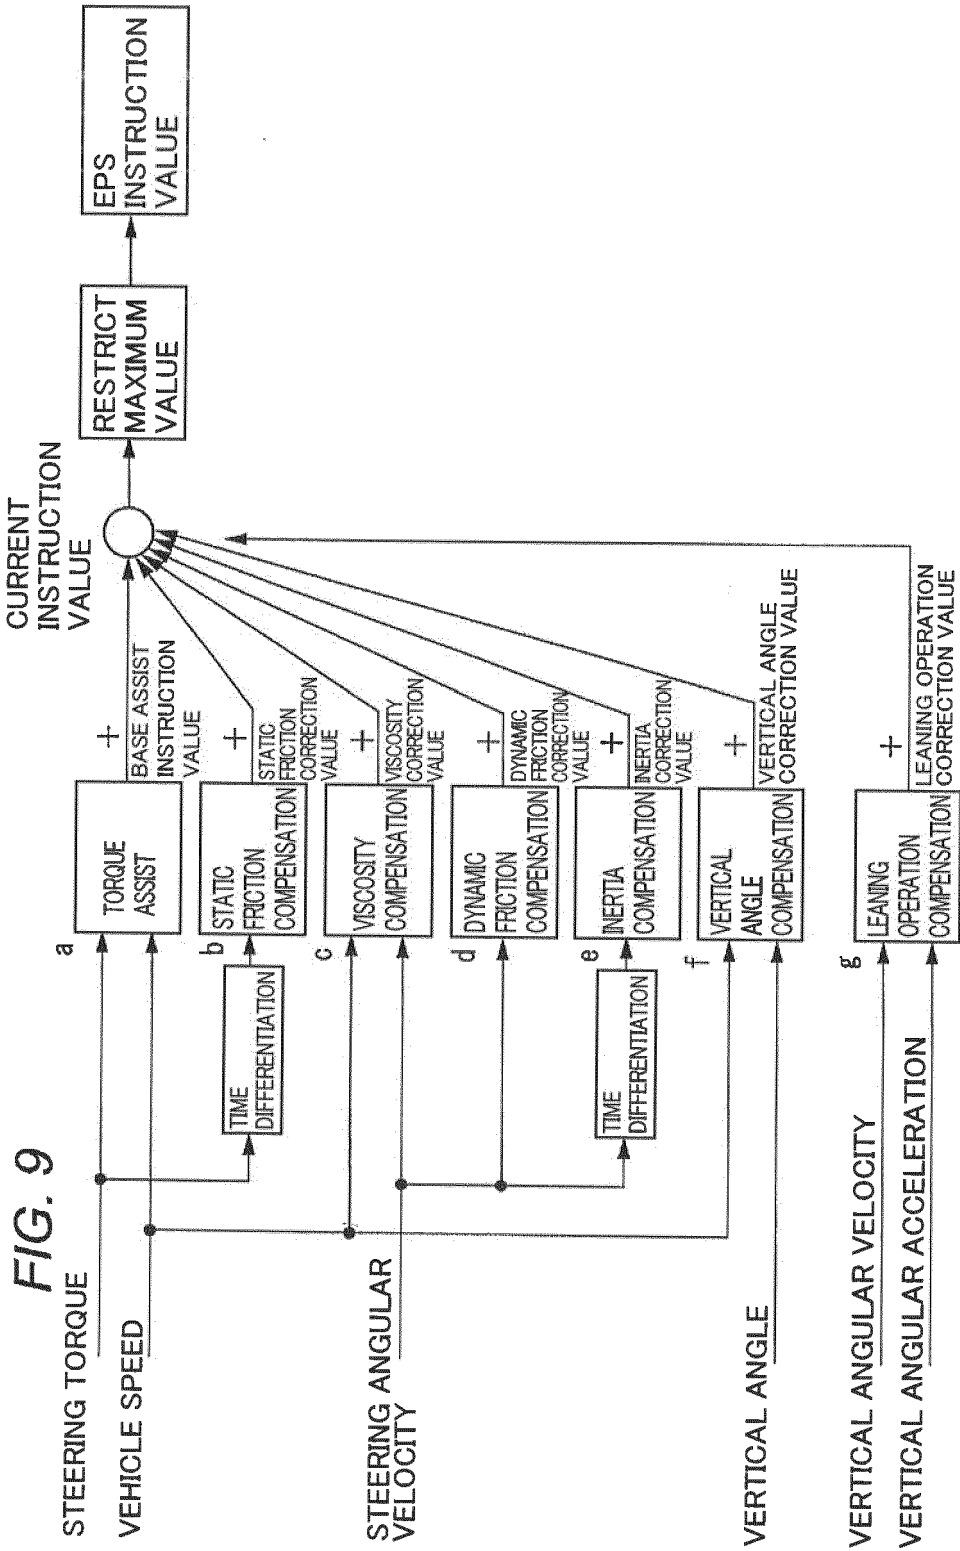 FIG. 9
STEERING TORQUE
VEHICLE SPEED
STEERING ANGULAR
VELOCITY
VERTICAL ANGLE
VERTICAL ANGULAR VELOCITY
VERTICAL ANGULAR ACCELERATION
TIME
DIFFERENTIATION
TIME
DIFFERENTIATION
a
TORQUE
ASSIST
b
STATIC
FRICTION
COMPENSATION
c
VISCOSITY
COMPENSATION
d
DYNAMIC
FRICTION
COMPENSATION
e
INERTIA
COMPENSATION
f
VERTICAL
ANGLE
COMPENSATION
g
LEANING
OPERATION
COMPENSATION
+
BASE ASSIST
INSTRUCTION
VALUE
+
STATIC
FRICTION
CORRECTION
VALUE
+
VISCOSITY
CORRECTION
VALUE
+
DYNAMIC
FRICTION
CORRECTION
VALUE
+
INERTIA
CORRECTION
VALUE
+
VERTICAL ANGLE
CORRECTION VALUE
+
LEANING OPERATION
CORRECTION VALUE
CURRENT
INSTRUCTION
VALUE
RESTRICT
MAXIMUM
VALUE
EPS
INSTRUCTION
VALUE